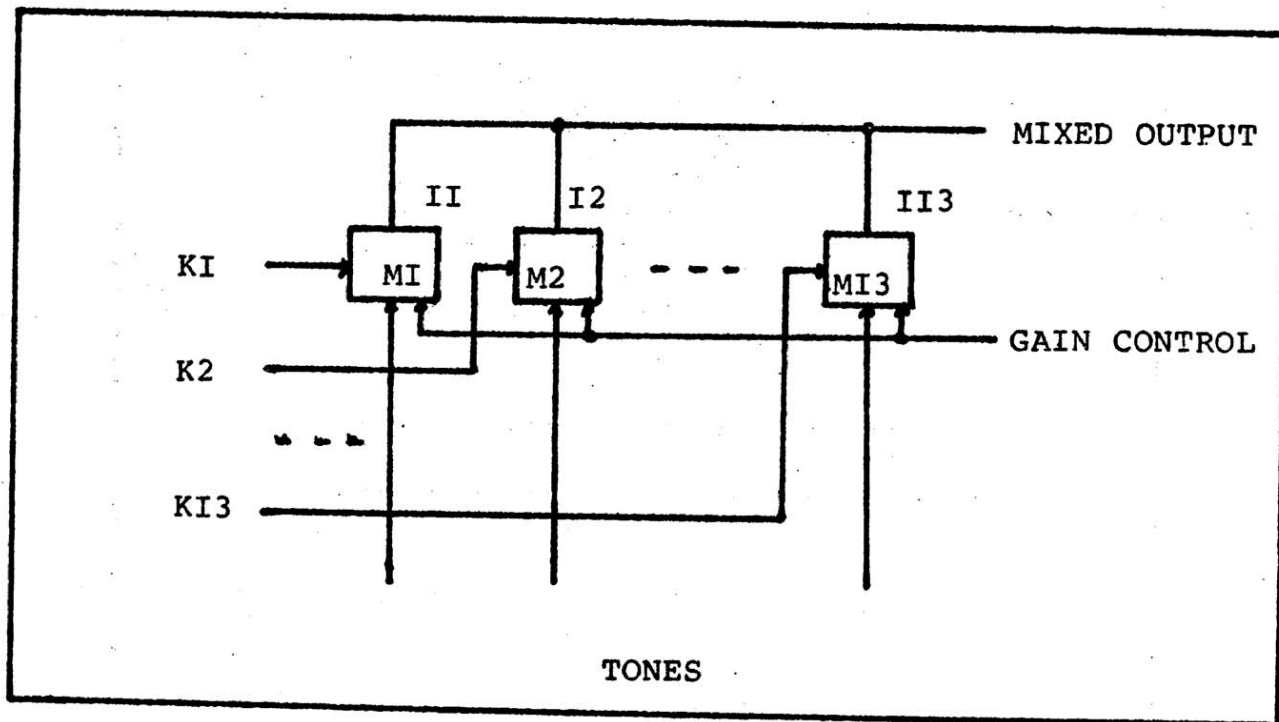 MIXED OUTPUT
II I2 II3
KI MI M2 - - - MI3
GAIN CONTROL
K2
- - -
KI3
TONES